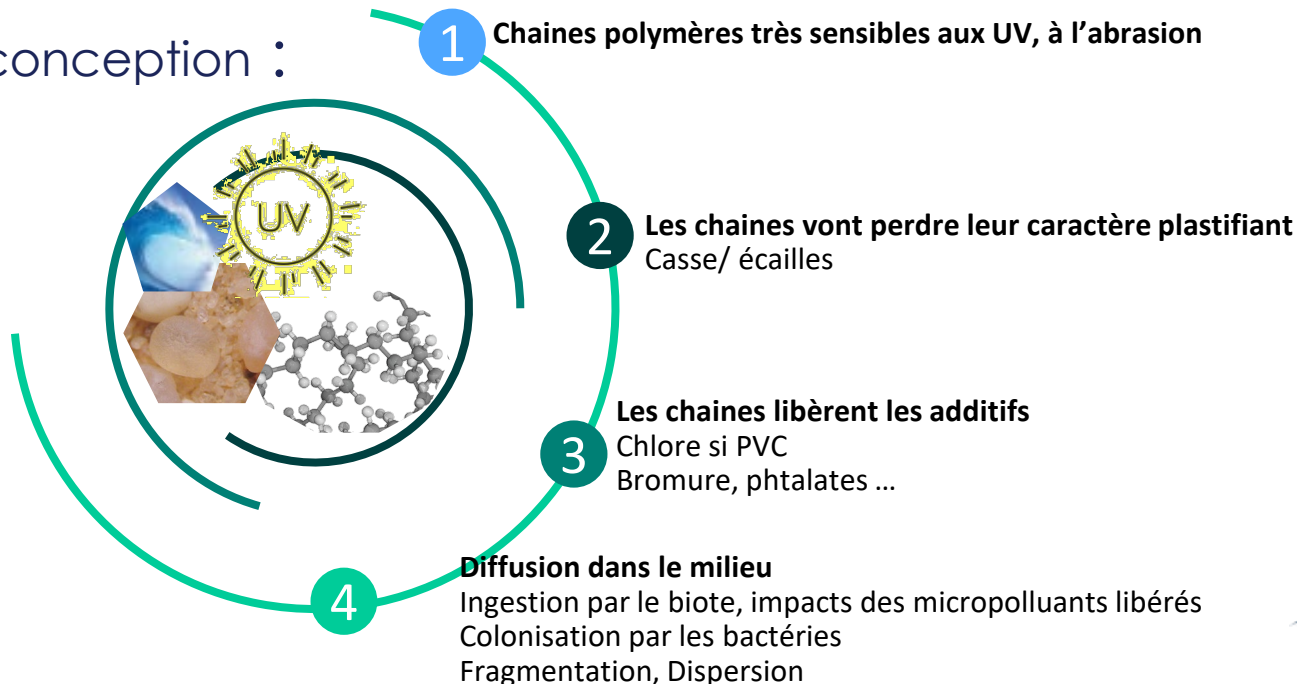 conception :
1
Chaines polymères très sensibles aux UV, à l’abrasion
UV
2
Les chaines vont perdre leur caractère plastifiant
Casse/ écailles
3
Les chaines libèrent les additifs
Chlore si PVC
Bromure, phtalates …
4
Diffusion dans le milieu
Ingestion par le biote, impacts des micropolluants libérés
Colonisation par les bactéries
Fragmentation, Dispersion